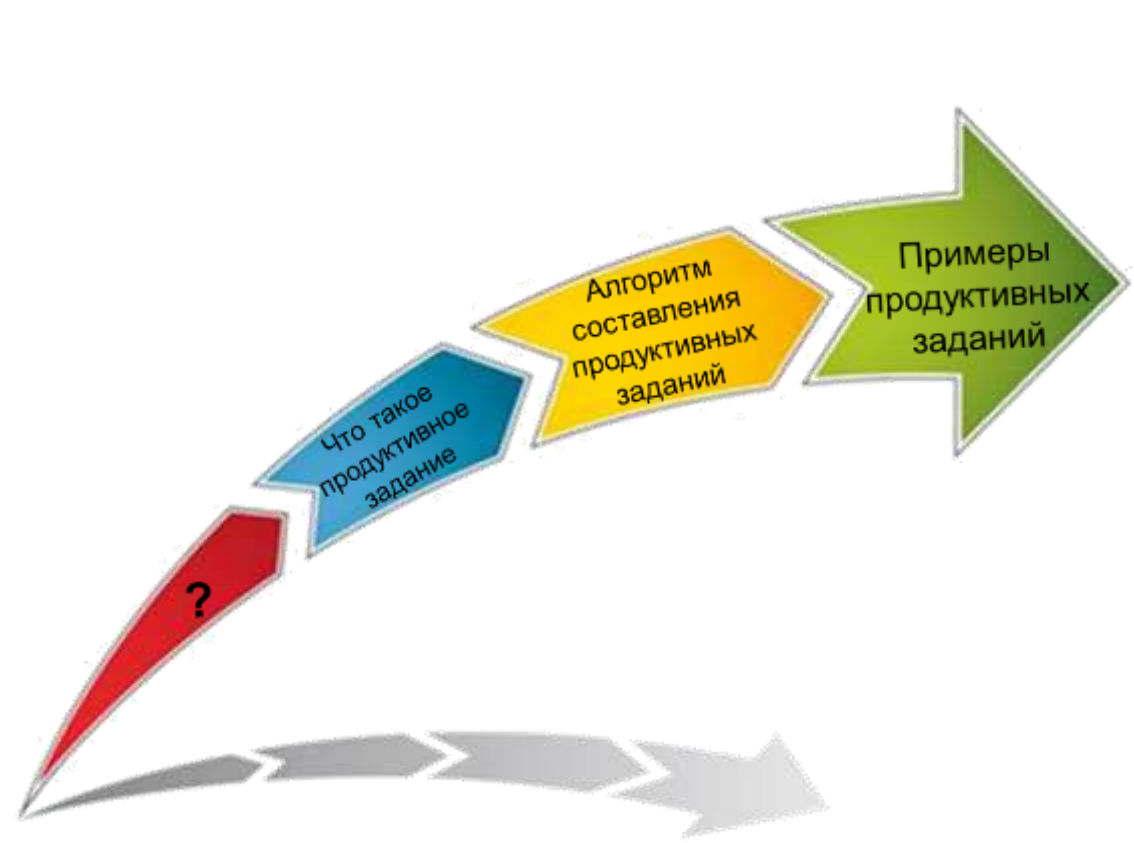 ?
Что такое
продуктивное
задание
Алгоритм
составления
продуктивных
заданий
Примеры
продуктивных
заданий